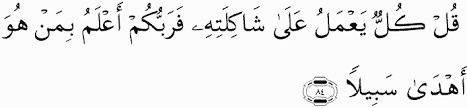 قُلْ كُلٌّ يَعْمَلُ عَلَىٰ شَاكِلَتِهِۦ فَرَبُّكُمْ أَعْلَمُ بِمَنْ هُوَ
أَهْدَىٰ سَبِيلًا ٨٤